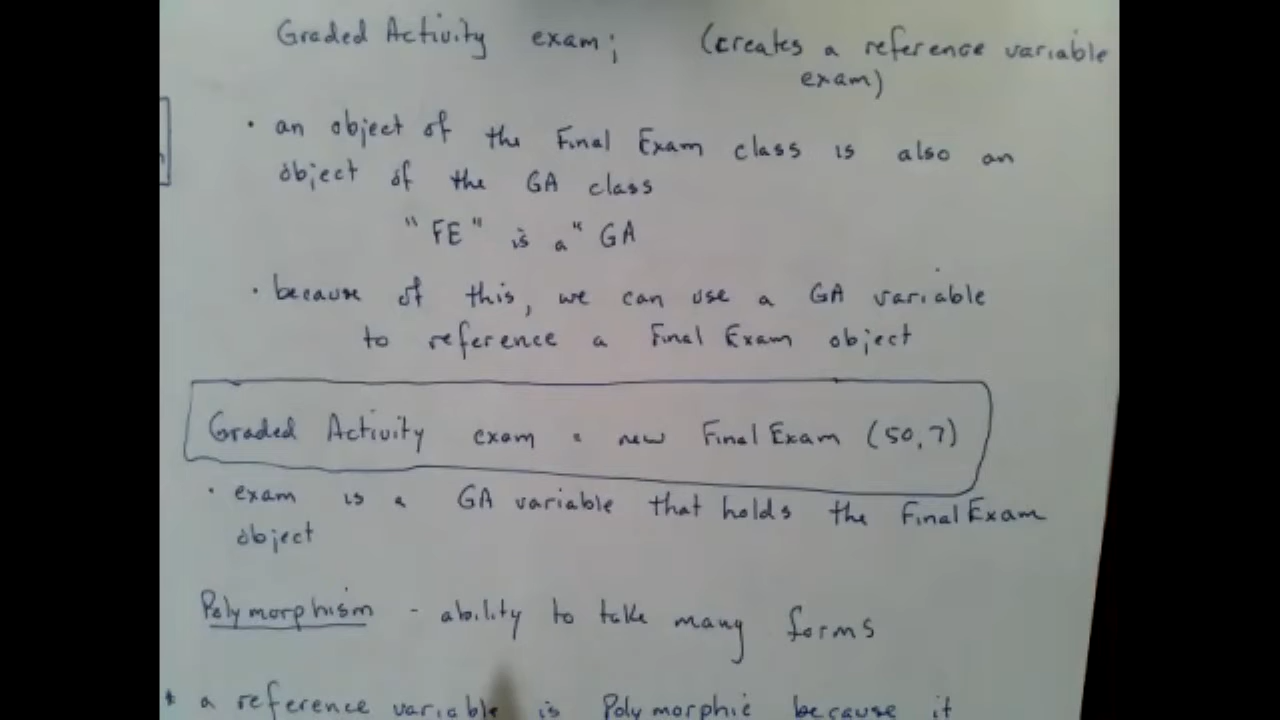 Graded Activity exam; (creates a reference variable
exam)
• an object of the Final Exam class is also an
object of the GA class
"FE" is a" GA
• because of this, we can use a GA variable
to reference a Final Exam object
Graded Activity exam = new Final Exam (50,7)
• exam is a GA variable that holds the Final Exam
object
Polymorphism - ability to take many forms
* a reference variable is Polymorphic because it